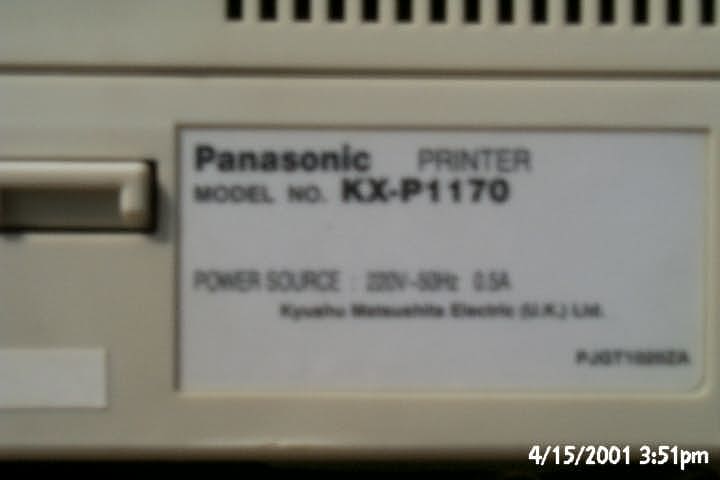 Panasonic PRINTER
MODEL NO. KX-P1170
POWER SOURCE : 220V~50Hz 0.5A
Kyushu Matsushita Electric (U.K.) Ltd.
4/15/2001 3:51pm